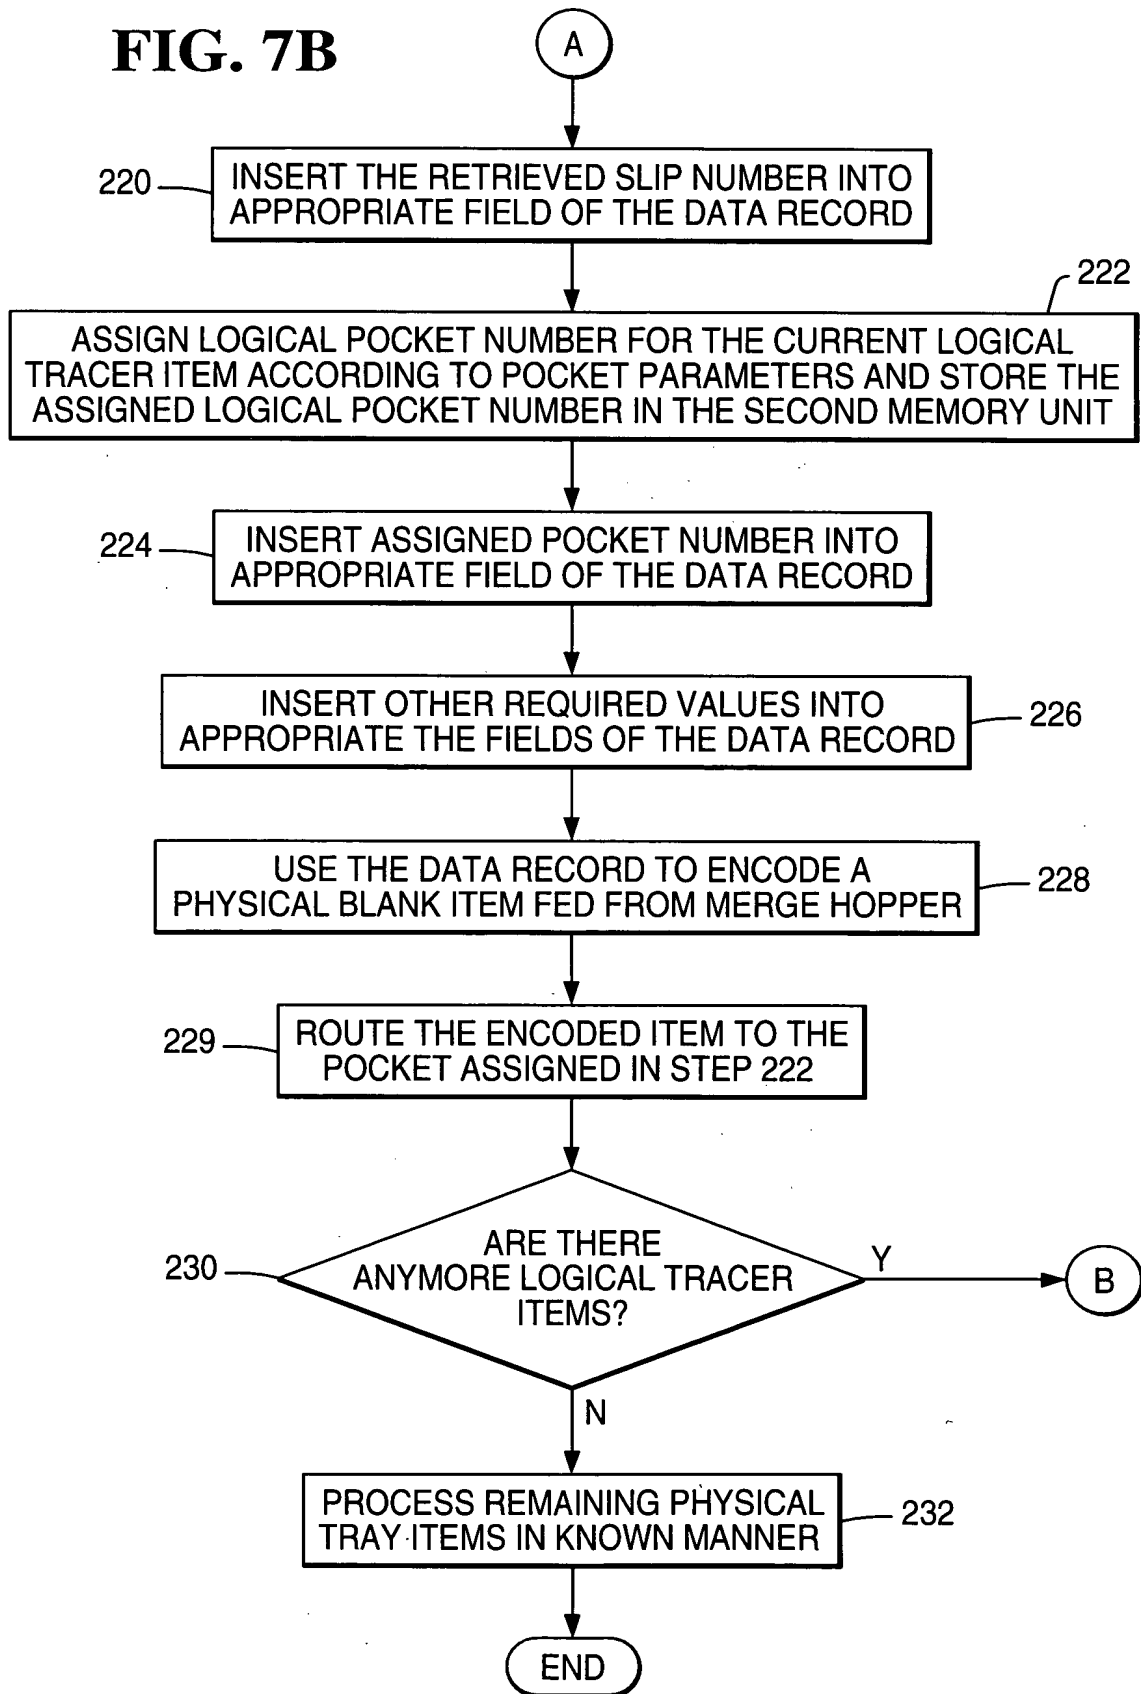 FIG. 7B
A
220
INSERT THE RETRIEVED SLIP NUMBER INTO
APPROPRIATE FIELD OF THE DATA RECORD
222
ASSIGN LOGICAL POCKET NUMBER FOR THE CURRENT LOGICAL
TRACER ITEM ACCORDING TO POCKET PARAMETERS AND STORE THE
ASSIGNED LOGICAL POCKET NUMBER IN THE SECOND MEMORY UNIT
224
INSERT ASSIGNED POCKET NUMBER INTO
APPROPRIATE FIELD OF THE DATA RECORD
INSERT OTHER REQUIRED VALUES INTO
APPROPRIATE THE FIELDS OF THE DATA RECORD
226
USE THE DATA RECORD TO ENCODE A
PHYSICAL BLANK ITEM FED FROM MERGE HOPPER
228
229
ROUTE THE ENCODED ITEM TO THE
POCKET ASSIGNED IN STEP 222
230
ARE THERE
ANYMORE LOGICAL TRACER
ITEMS?
Y
B
N
PROCESS REMAINING PHYSICAL
TRAY ITEMS IN KNOWN MANNER
232
END